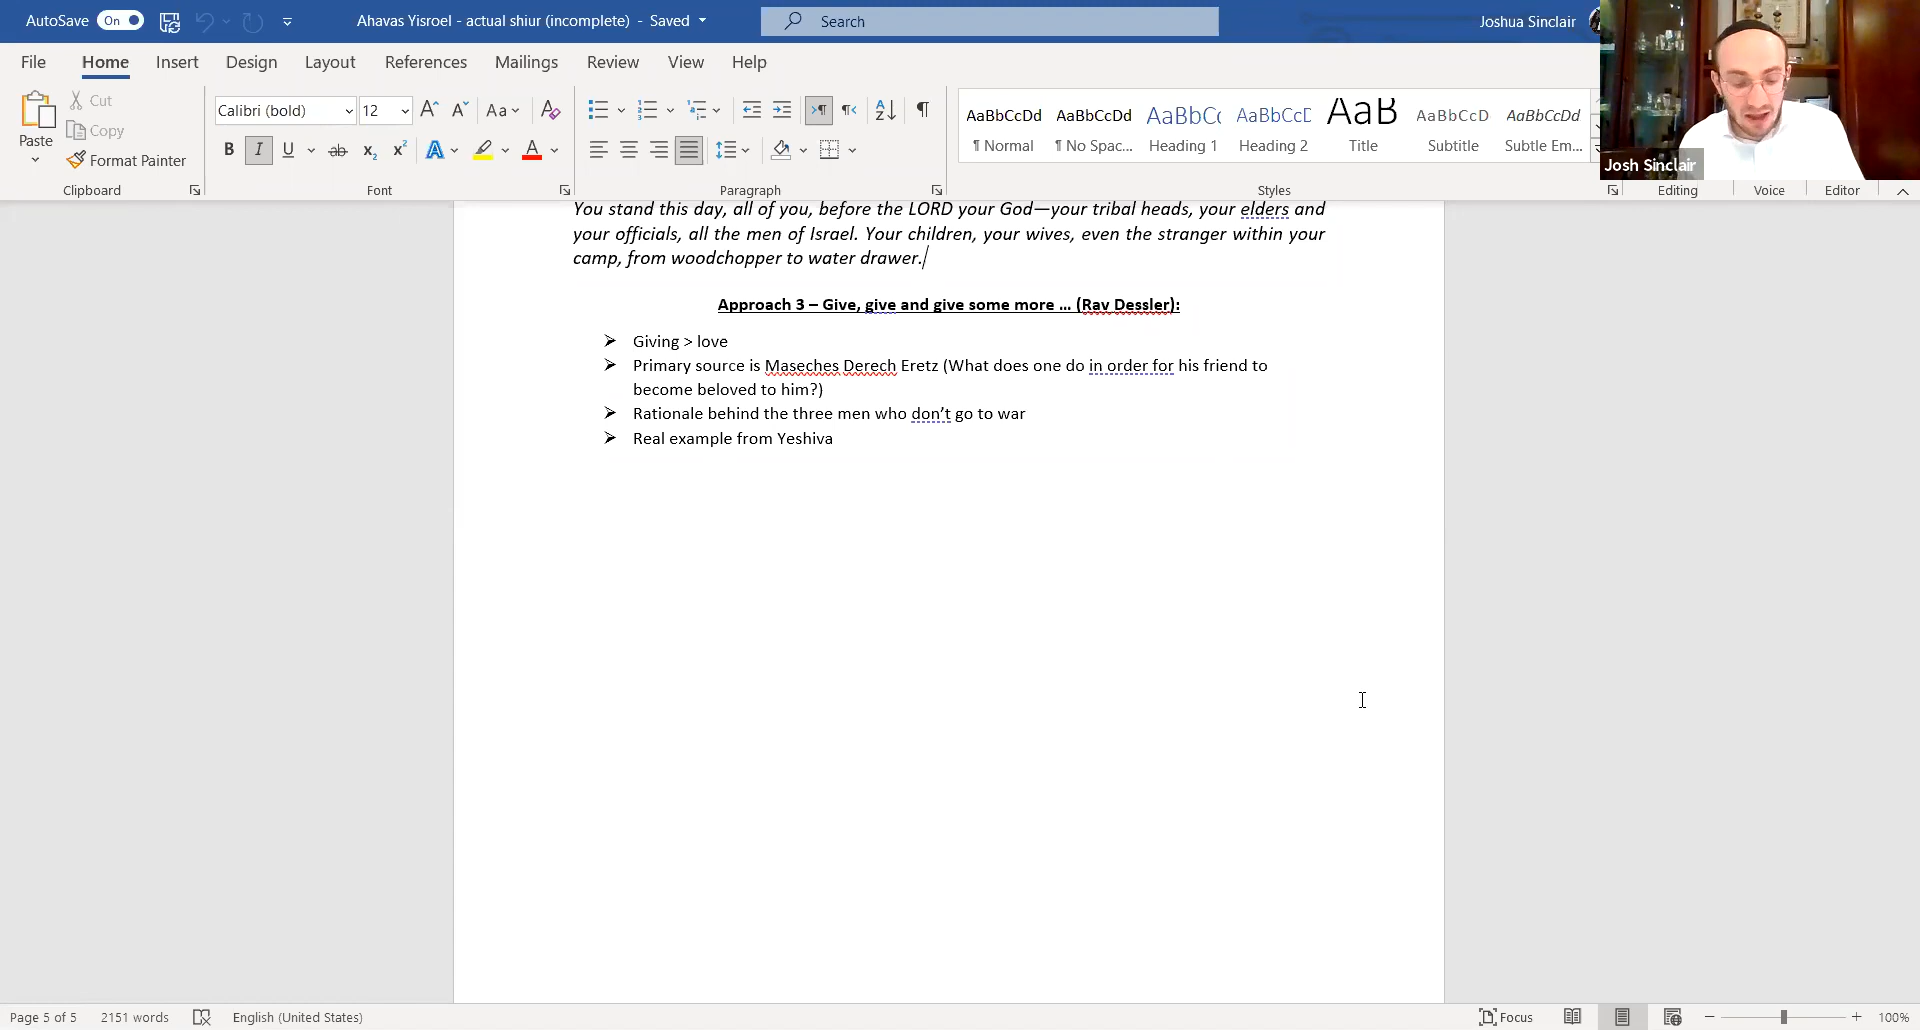 AutoSave On Ahavas Yisroel - actual shiur (incomplete) - Saved Search Joshua Sinclair
File Home Insert Design Layout References Mailings Review View Help
Paste Cut Copy Format Painter
Calibri (bold) 12 A A Aa A
B I U ab x₂ x² A A
AaBbCcDd AaBbCcDd AaBbCc AaBbCcD AaB AaBbCcD AaBbCcDd
¶ Normal ¶ No Spac... Heading 1 Heading 2 Title Subtitle Subtle Em...
Josh Sinclair
Clipboard Font Paragraph Styles Editing Voice Editor
You stand this day, all of you, before the LORD your God—your tribal heads, your elders and
your officials, all the men of Israel. Your children, your wives, even the stranger within your
camp, from woodchopper to water drawer.
Approach 3 – Give, give and give some more ... (Rav Dessler):
➢ Giving > love
➢ Primary source is Maseches Derech Eretz (What does one do in order for his friend to
become beloved to him?)
➢ Rationale behind the three men who don’t go to war
➢ Real example from Yeshiva
Page 5 of 5 2151 words English (United States) Focus 100%